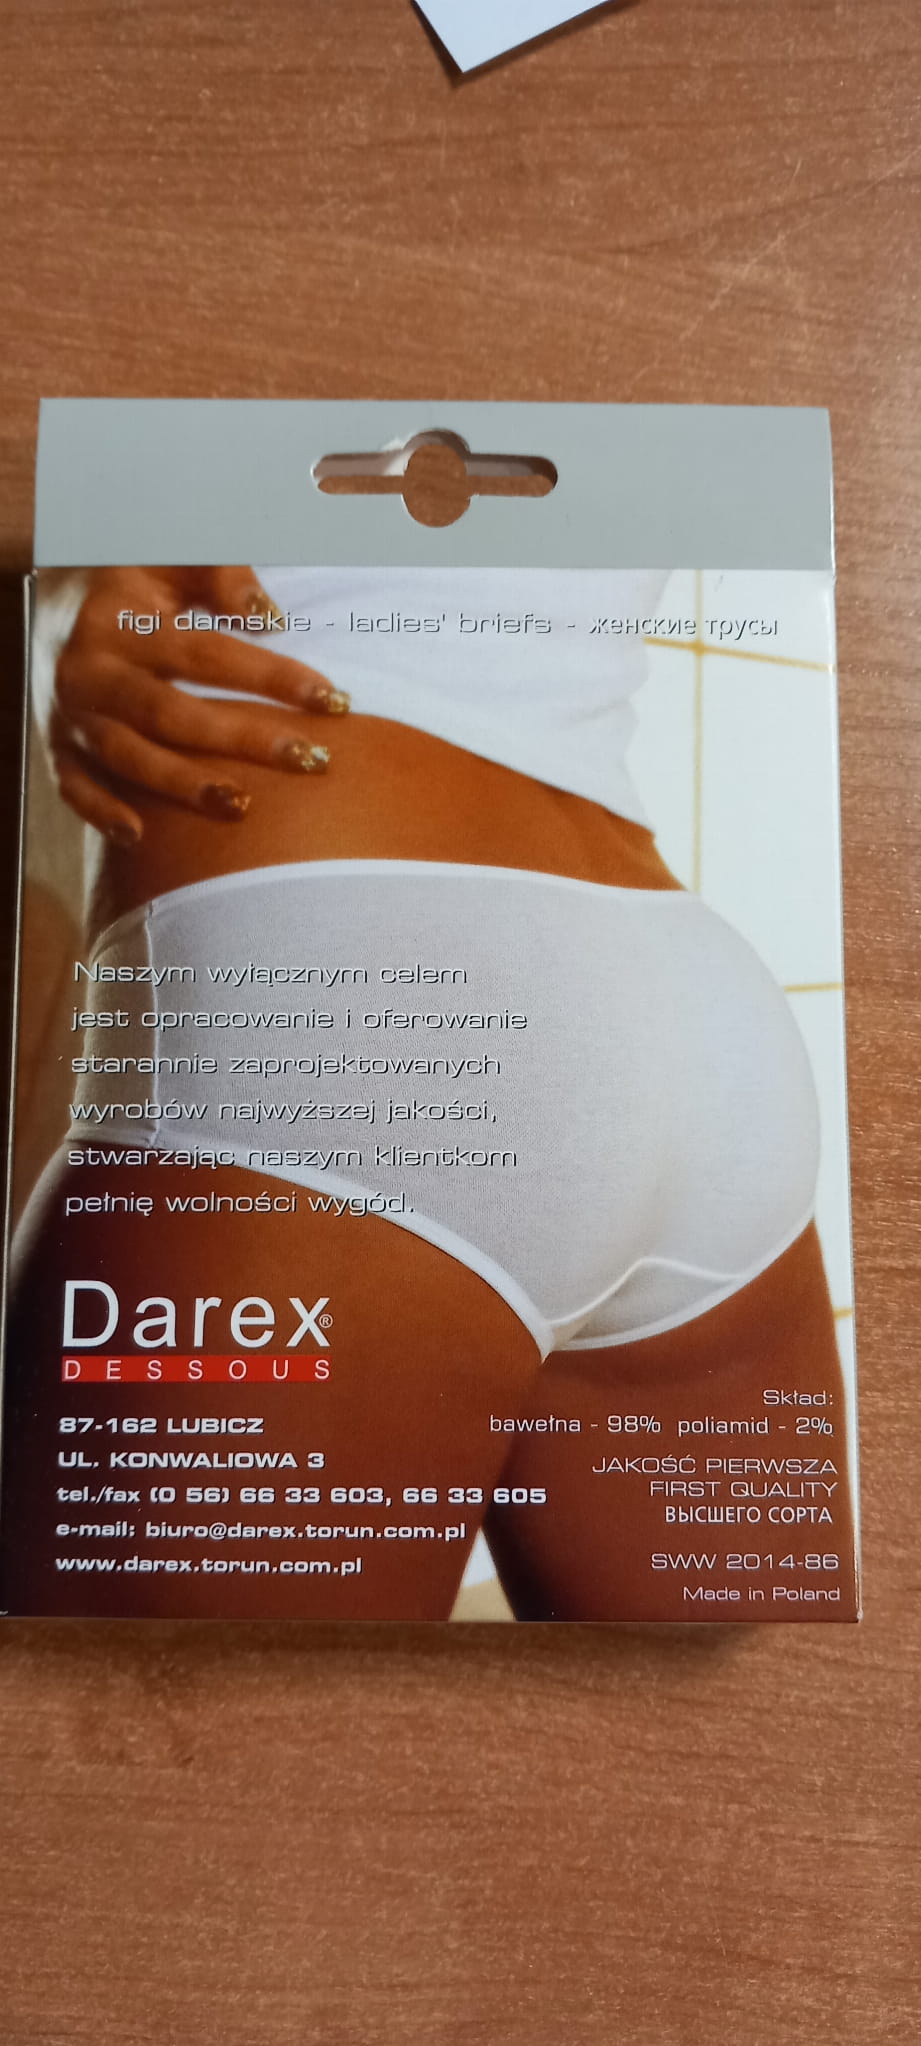 figi damskie - ladies' briefs - женские трусы
Naszym wyłącznym celem
jest opracowanie i oferowanie
starannie zaprojektowanych
wyrobów najwyższej jakości,
stwarzając naszym klientkom
pełnię wolności wygód.
Darex®
DESSOUS
87-162 LUBICZ
UL. KONWALIOWA 3
tel./fax (0 56) 66 33 603, 66 33 605
e-mail: biuro@darex.torun.com.pl
www.darex.torun.com.pl
Skład:
bawełna - 98% poliamid - 2%
JAKOŚĆ PIERWSZA
FIRST QUALITY
ВЫСШЕГО СОРТА
SWW 2014-86
Made in Poland